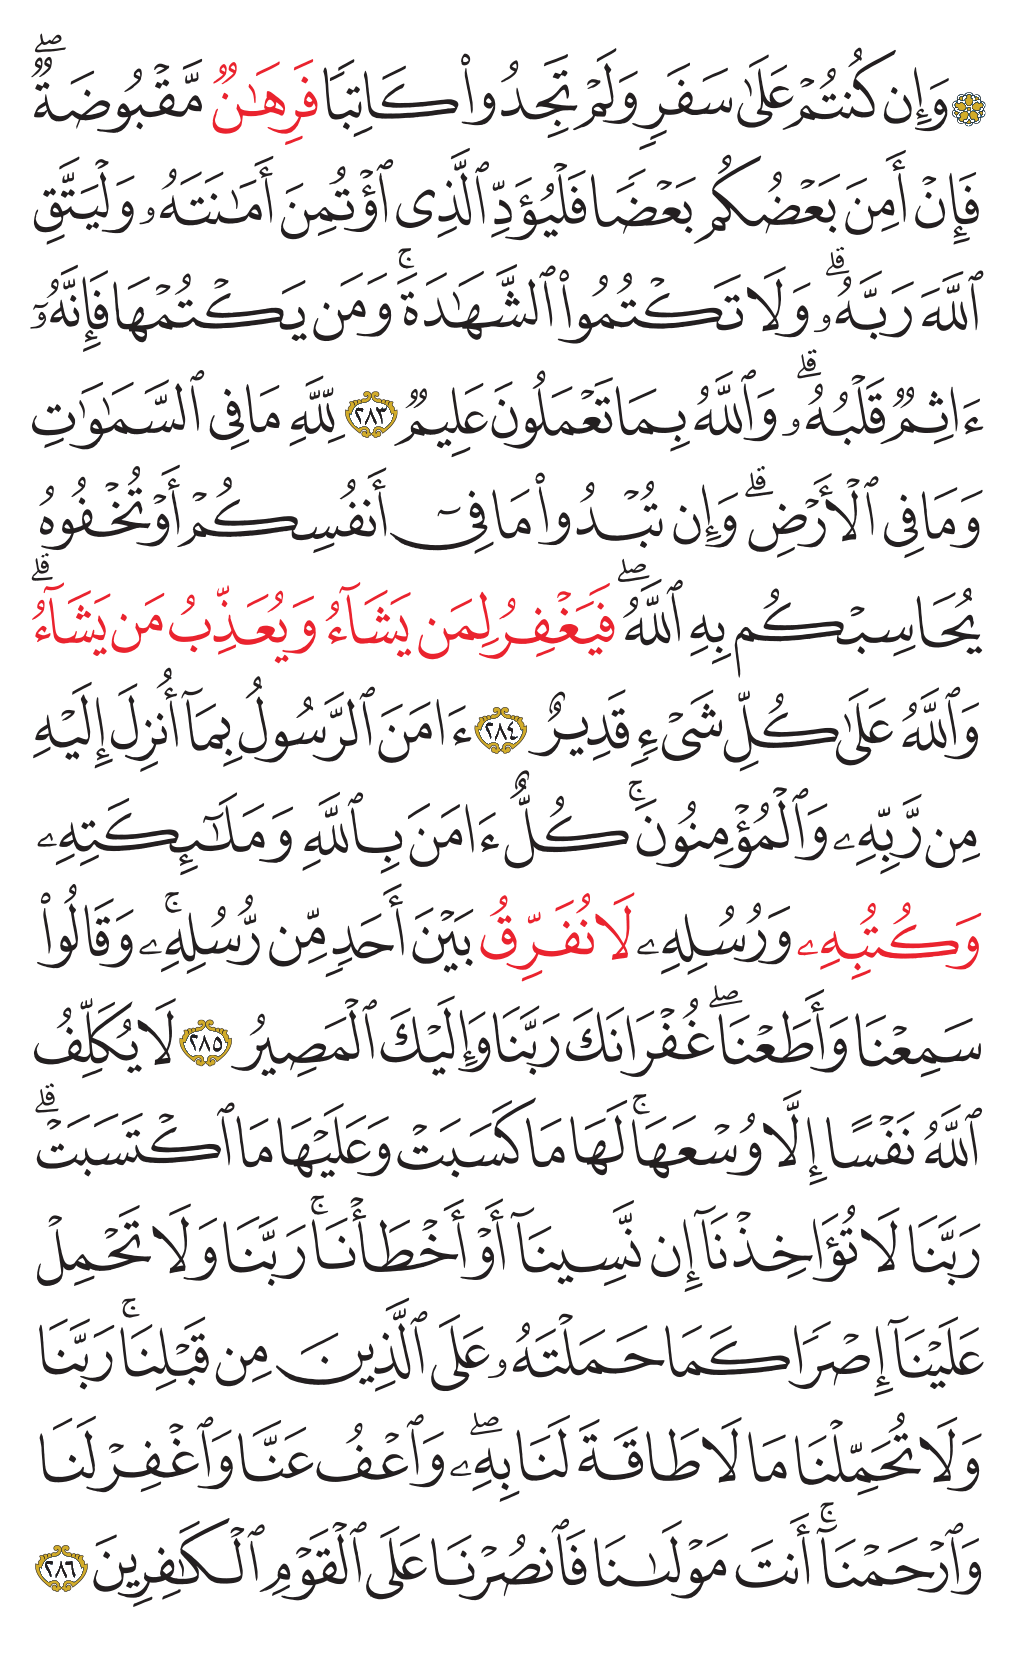 ۞ وَإِن كُنتُمْ عَلَىٰ سَفَرٍ وَلَمْ تَجِدُوا۟ كَاتِبًا فَرِهَـٰنٌ مَّقْبُوضَةٌ ۖ
فَإِنْ أَمِنَ بَعْضُكُم بَعْضًا فَلْيُؤَدِّ ٱلَّذِى ٱؤْتُمِنَ أَمَـٰنَتَهُۥ وَلْيَتَّقِ
ٱللَّهَ رَبَّهُۥ ۗ وَلَا تَكْتُمُوا۟ ٱلشَّهَـٰدَةَ ۚ وَمَن يَكْتُمْهَا فَإِنَّهُۥٓ
ءَاثِمٌ قَلْبُهُۥ ۗ وَٱللَّهُ بِمَا تَعْمَلُونَ عَلِيمٌ ٢٨٣ لِلَّهِ مَا فِى ٱلسَّمَـٰوَٰتِ
وَمَا فِى ٱلْأَرْضِ ۗ وَإِن تُبْدُوا۟ مَا فِىٓ أَنفُسِكُمْ أَوْ تُخْفُوهُ
يُحَاسِبْكُم بِهِ ٱللَّهُ ۖ فَيَغْفِرُ لِمَن يَشَآءُ وَيُعَذِّبُ مَن يَشَآءُ ۗ
وَٱللَّهُ عَلَىٰ كُلِّ شَىْءٍ قَدِيرٌ ٢٨٤ ءَامَنَ ٱلرَّسُولُ بِمَآ أُنزِلَ إِلَيْهِ
مِن رَّبِّهِۦ وَٱلْمُؤْمِنُونَ ۚ كُلٌّ ءَامَنَ بِٱللَّهِ وَمَلَـٰٓئِكَتِهِۦ
وَكُتُبِهِۦ وَرُسُلِهِۦ لَا نُفَرِّقُ بَيْنَ أَحَدٍ مِّن رُّسُلِهِۦ ۚ وَقَالُوا۟
سَمِعْنَا وَأَطَعْنَا ۖ غُفْرَانَكَ رَبَّنَا وَإِلَيْكَ ٱلْمَصِيرُ ٢٨٥ لَا يُكَلِّفُ
ٱللَّهُ نَفْسًا إِلَّا وُسْعَهَا ۚ لَهَا مَا كَسَبَتْ وَعَلَيْهَا مَا ٱكْتَسَبَتْ ۗ
رَبَّنَا لَا تُؤَاخِذْنَآ إِن نَّسِينَآ أَوْ أَخْطَأْنَا ۚ رَبَّنَا وَلَا تَحْمِلْ
عَلَيْنَآ إِصْرًا كَمَا حَمَلْتَهُۥ عَلَى ٱلَّذِينَ مِن قَبْلِنَا ۚ رَبَّنَا
وَلَا تُحَمِّلْنَا مَا لَا طَاقَةَ لَنَا بِهِۦ ۖ وَٱعْفُ عَنَّا وَٱغْفِرْ لَنَا
وَٱرْحَمْنَآ ۚ أَنتَ مَوْلَىٰنَا فَٱنصُرْنَا عَلَى ٱلْقَوْمِ ٱلْكَـٰفِرِينَ ٢٨٦